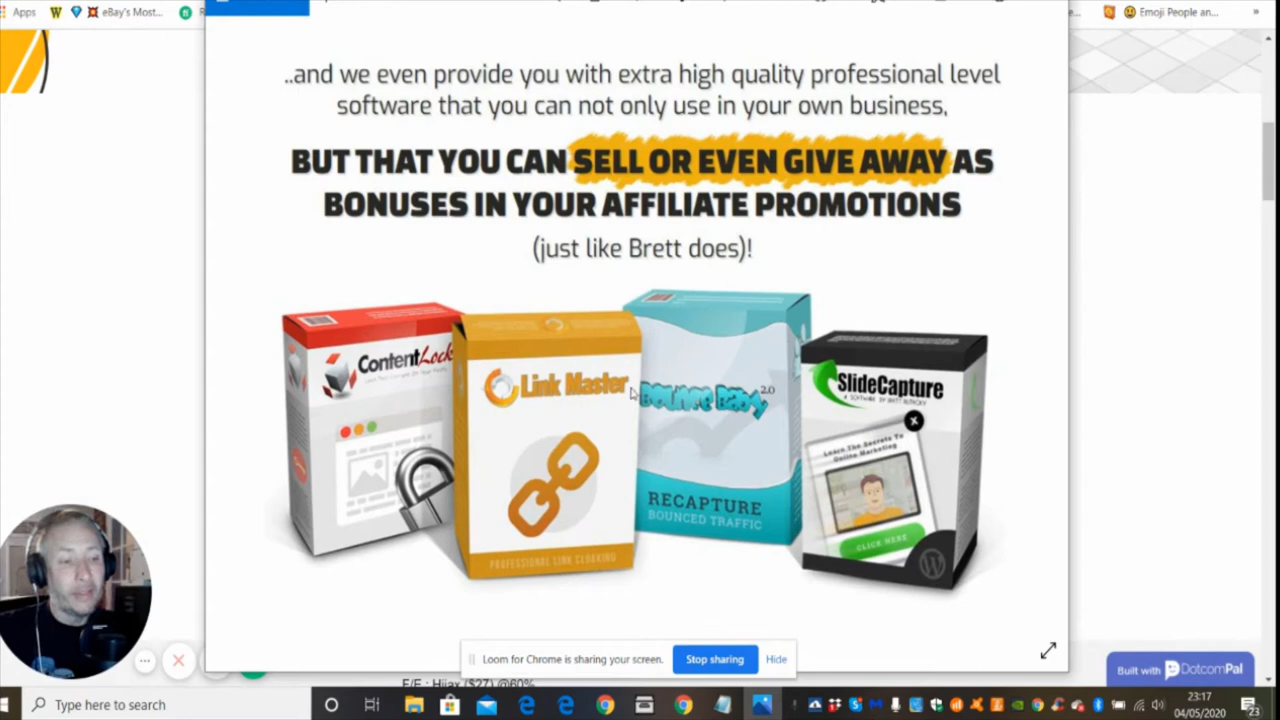 Apps
eBay's Most...
Emoji People an...
..and we even provide you with extra high quality professional level
software that you can not only use in your own business,
BUT THAT YOU CAN SELL OR EVEN GIVE AWAY AS
BONUSES IN YOUR AFFILIATE PROMOTIONS
(just like Brett does)!
ContentLock
Link Master
PROFESSIONAL LINK CLOAKING
Bounce Baby 2.0
RECAPTURE
BOUNCED TRAFFIC
SlideCapture
Learn The Secrets To
Online Marketing
CLICK HERE
Loom for Chrome is sharing your screen.
Stop sharing
Hide
Built with DotcomPal
F/E : Hijax ($27) @60%
Type here to search
23:17
04/05/2020
23